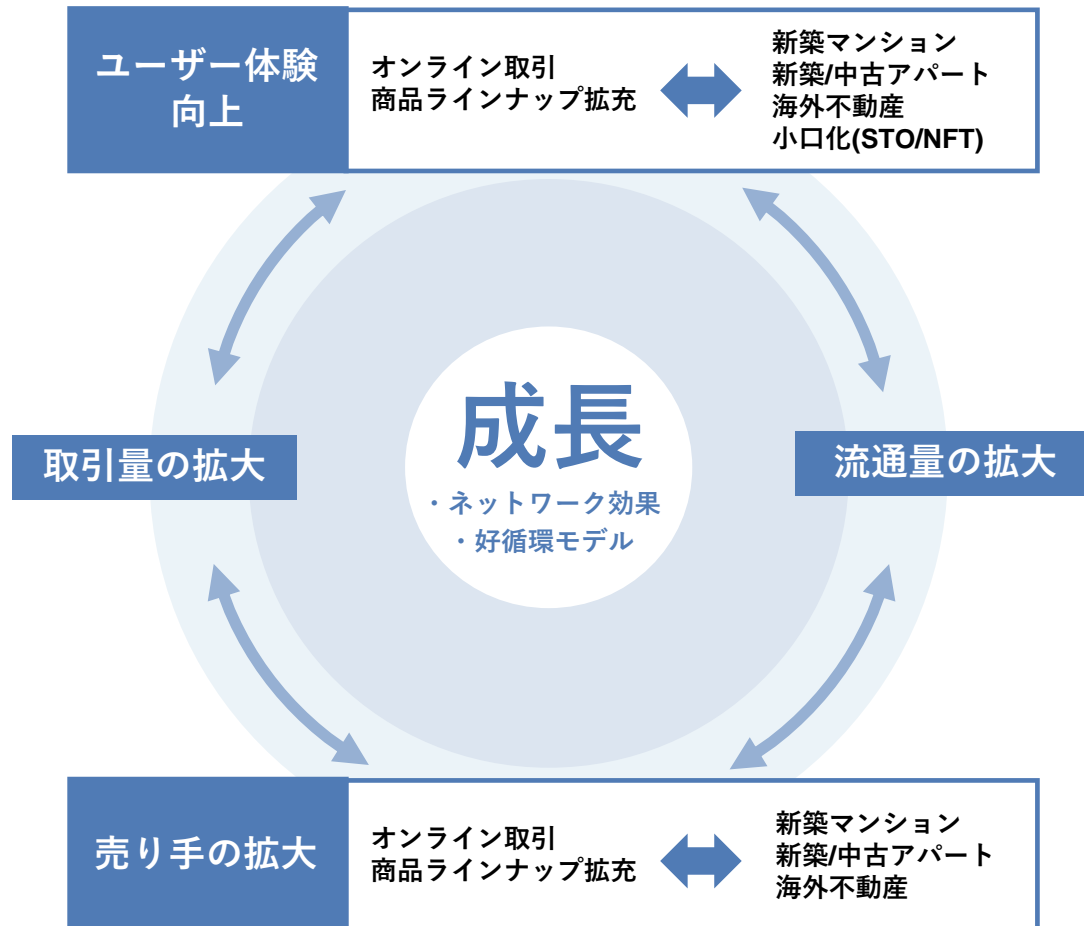 ユーザー体験
向上
オンライン取引
商品ラインナップ拡充
新築マンション
新築/中古アパート
海外不動産
小口化(STO/NFT)
取引量の拡大
成長
・ネットワーク効果
・好循環モデル
流通量の拡大
売り手の拡大
オンライン取引
商品ラインナップ拡充
新築マンション
新築/中古アパート
海外不動産